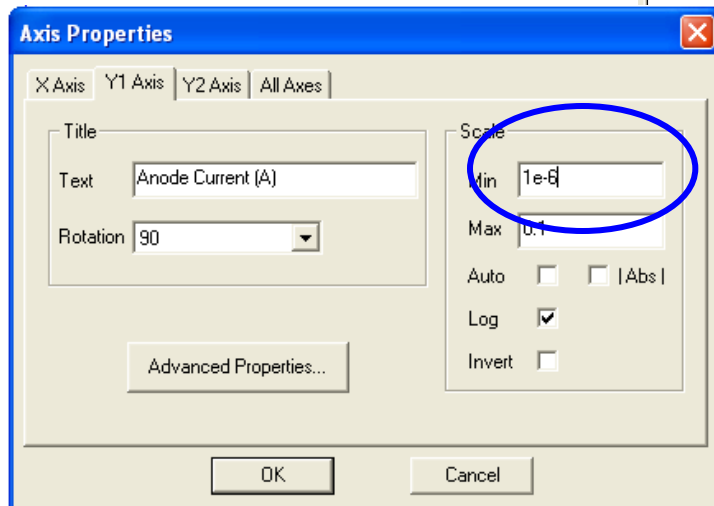 Axis Properties
X Axis Y1 Axis Y2 Axis All Axes
Title
Text Anode Current (A)
Rotation 90
Advanced Properties...
Scale
Min 1e-6
Max 0.1
Auto |Abs|
Log
Invert
OK Cancel